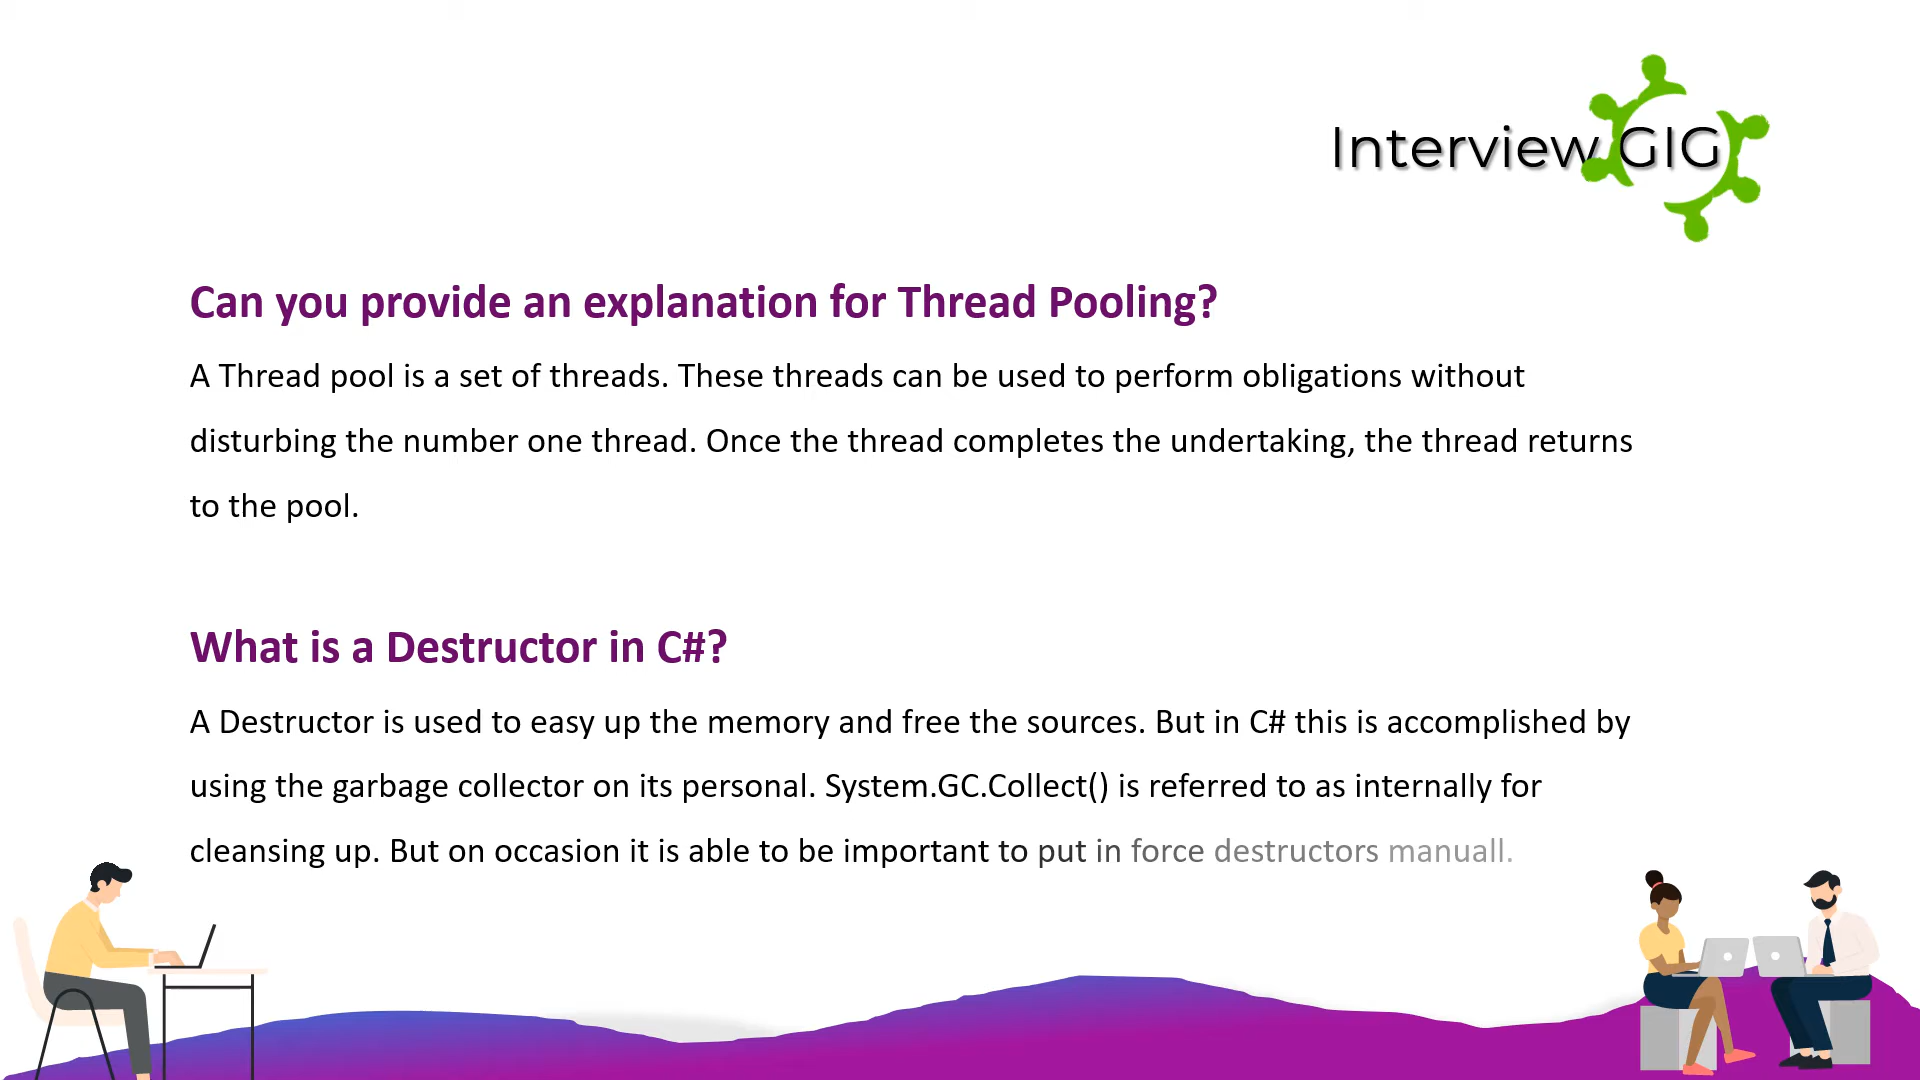 Interview GIG
Can you provide an explanation for Thread Pooling?
A Thread pool is a set of threads. These threads can be used to perform obligations without
disturbing the number one thread. Once the thread completes the undertaking, the thread returns
to the pool.
What is a Destructor in C#?
A Destructor is used to easy up the memory and free the sources. But in C# this is accomplished by
using the garbage collector on its personal. System.GC.Collect() is referred to as internally for
cleansing up. But on occasion it is able to be important to put in force destructors manuall.